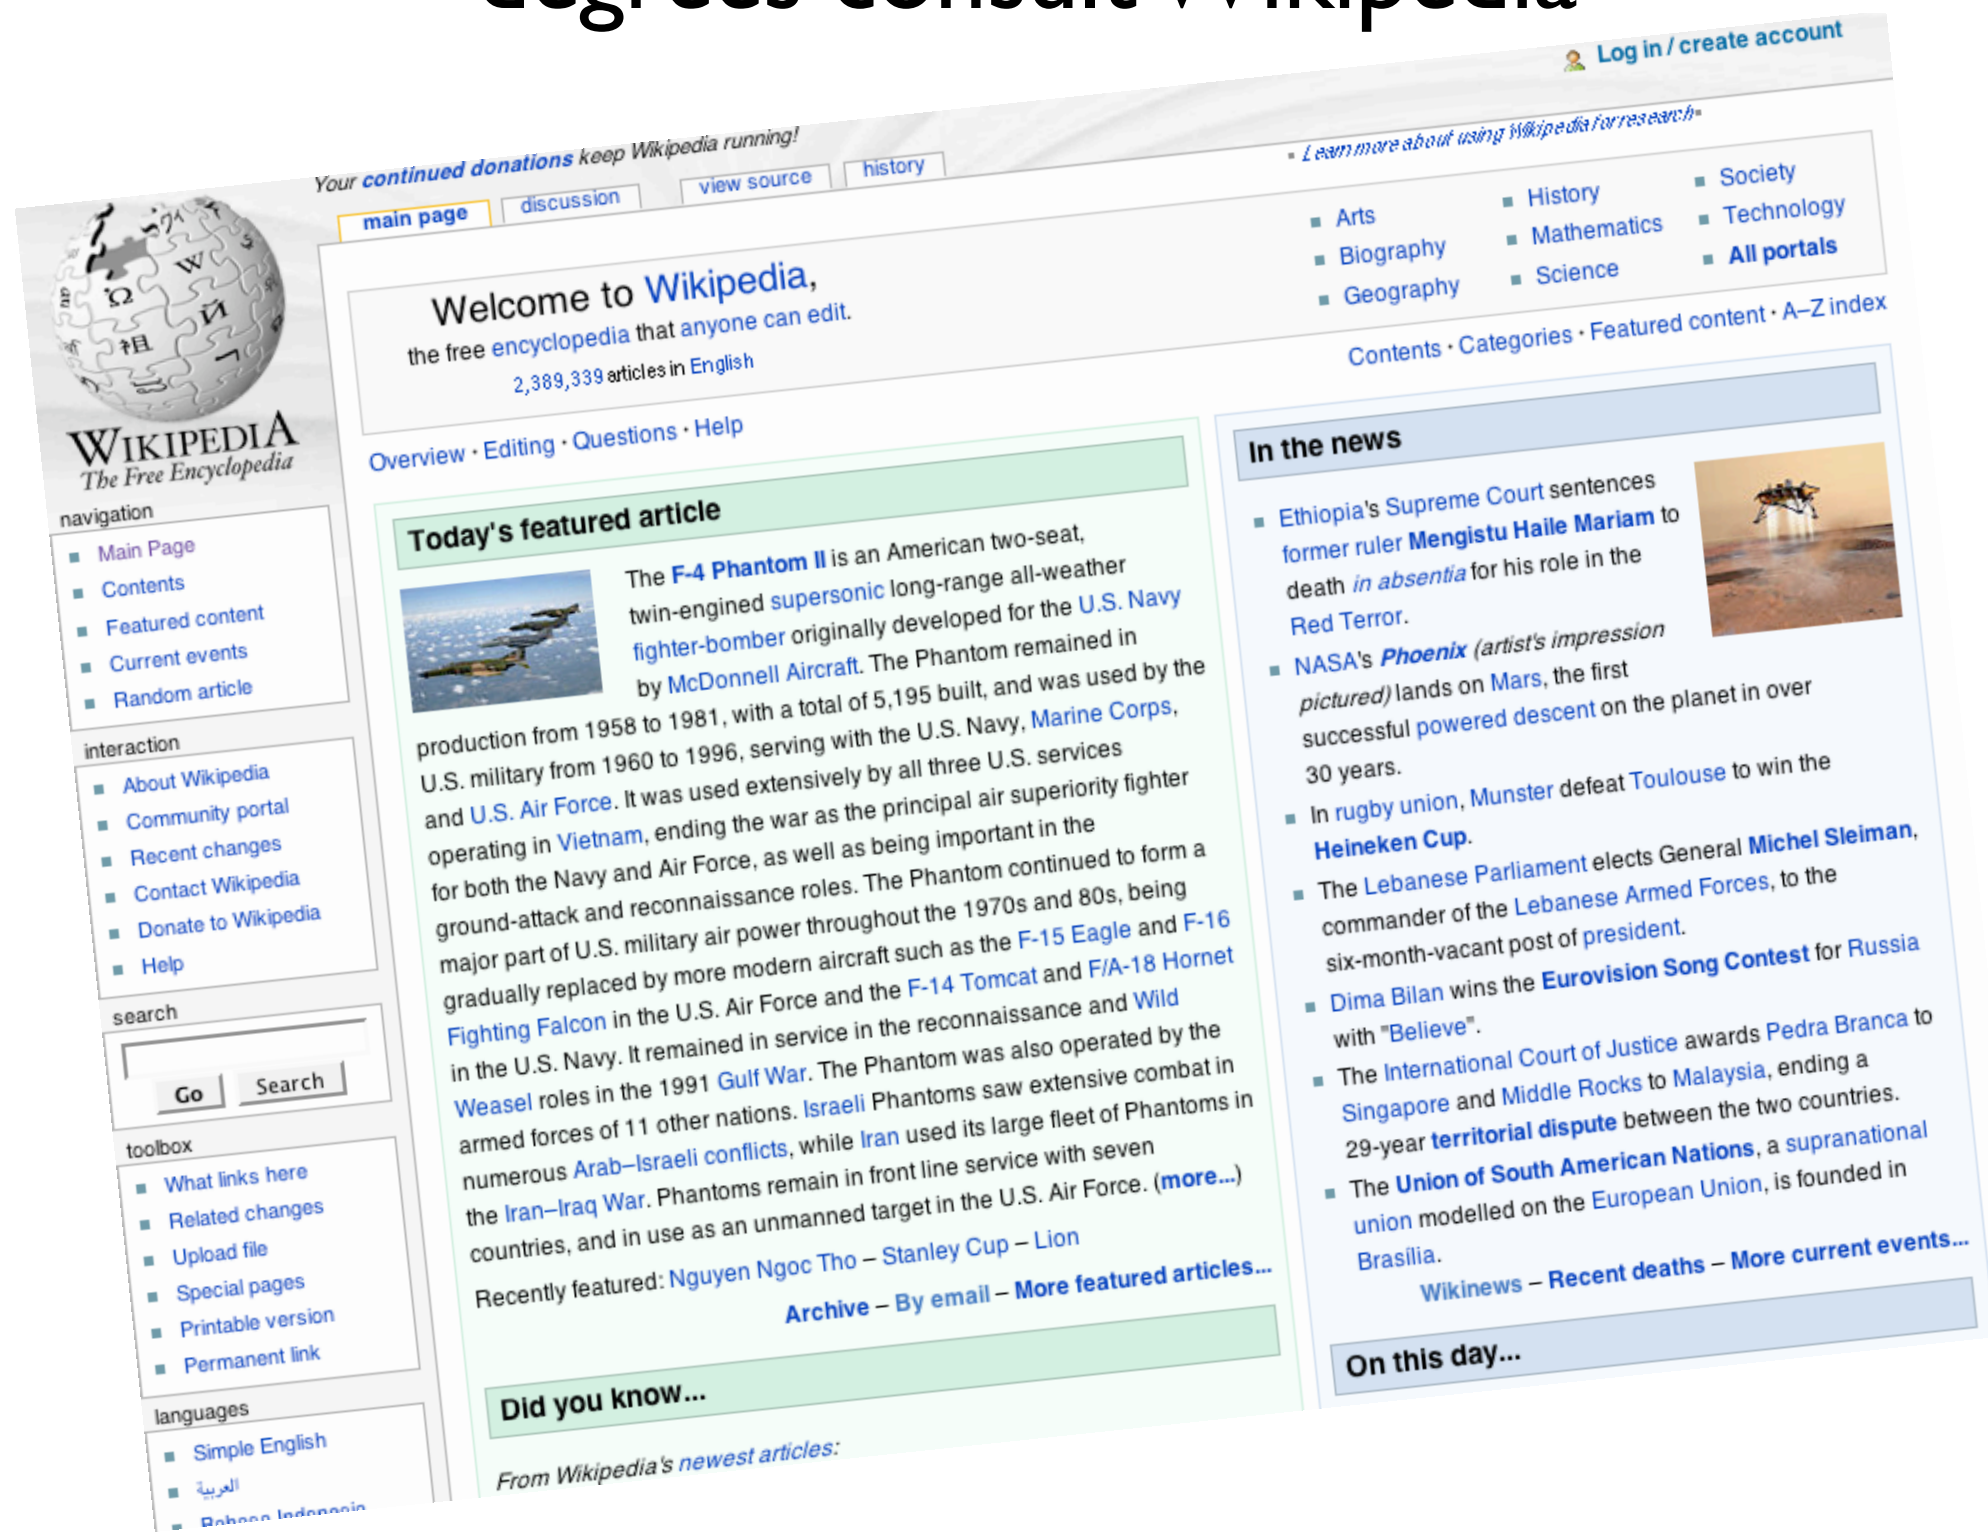 degrees consult Wikipedia
Log in / create account
Your continued donations keep Wikipedia running!
Learn more about using Wikipedia for research
main page
discussion
view source
history
WIKIPEDIA
The Free Encyclopedia
navigation
Main Page
Contents
Featured content
Current events
Random article
interaction
About Wikipedia
Community portal
Recent changes
Contact Wikipedia
Donate to Wikipedia
Help
search
Go
Search
toolbox
What links here
Related changes
Upload file
Special pages
Printable version
Permanent link
languages
Simple English
العربية
Bahasa Indonesia
Welcome to Wikipedia,
the free encyclopedia that anyone can edit.
2,389,339 articles in English
Arts
Biography
Geography
History
Mathematics
Science
Society
Technology
All portals
Overview · Editing · Questions · Help
Contents · Categories · Featured content · A–Z index
Today's featured article
The F-4 Phantom II is an American two-seat,
twin-engined supersonic long-range all-weather
fighter-bomber originally developed for the U.S. Navy
by McDonnell Aircraft. The Phantom remained in
production from 1958 to 1981, with a total of 5,195 built, and was used by the
U.S. military from 1960 to 1996, serving with the U.S. Navy, Marine Corps,
and U.S. Air Force. It was used extensively by all three U.S. services
operating in Vietnam, ending the war as the principal air superiority fighter
for both the Navy and Air Force, as well as being important in the
ground-attack and reconnaissance roles. The Phantom continued to form a
major part of U.S. military air power throughout the 1970s and 80s, being
gradually replaced by more modern aircraft such as the F-15 Eagle and F-16
Fighting Falcon in the U.S. Air Force and the F-14 Tomcat and F/A-18 Hornet
in the U.S. Navy. It remained in service in the reconnaissance and Wild
Weasel roles in the 1991 Gulf War. The Phantom was also operated by the
armed forces of 11 other nations. Israeli Phantoms saw extensive combat in
numerous Arab–Israeli conflicts, while Iran used its large fleet of Phantoms in
the Iran–Iraq War. Phantoms remain in front line service with seven
countries, and in use as an unmanned target in the U.S. Air Force. (more...)
Recently featured: Nguyen Ngoc Tho – Stanley Cup – Lion
Archive – By email – More featured articles...
Did you know...
From Wikipedia's newest articles:
In the news
Ethiopia's Supreme Court sentences
former ruler Mengistu Haile Mariam to
death in absentia for his role in the
Red Terror.
NASA's Phoenix (artist's impression
pictured) lands on Mars, the first
successful powered descent on the planet in over
30 years.
In rugby union, Munster defeat Toulouse to win the
Heineken Cup.
The Lebanese Parliament elects General Michel Sleiman,
commander of the Lebanese Armed Forces, to the
six-month-vacant post of president.
Dima Bilan wins the Eurovision Song Contest for Russia
with "Believe".
The International Court of Justice awards Pedra Branca to
Singapore and Middle Rocks to Malaysia, ending a
29-year territorial dispute between the two countries.
The Union of South American Nations, a supranational
union modelled on the European Union, is founded in
Brasília.
Wikinews – Recent deaths – More current events...
On this day...